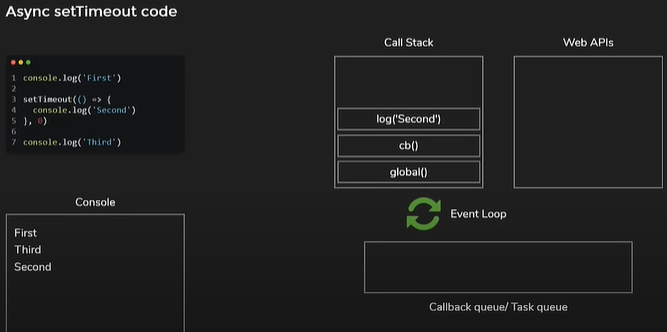 Async setTimeout code
1 console.log('First')
2
3 setTimeout(() => {
4 console.log('Second')
5 }, 0)
6
7 console.log('Third')
Console
First
Third
Second
Call Stack
log('Second')
cb()
global()
Web APIs
Event Loop
Callback queue/ Task queue